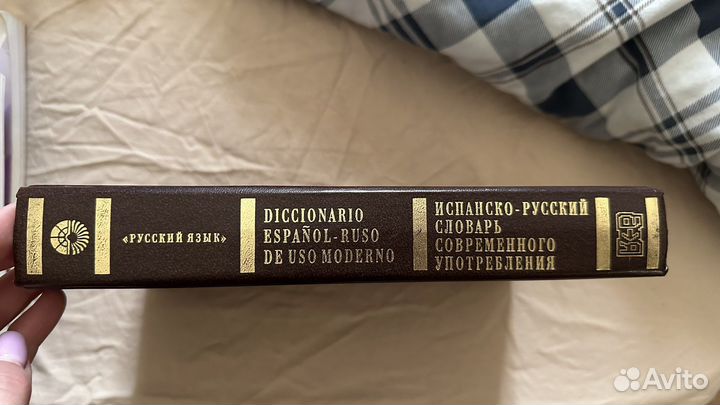 «РУССКИЙ ЯЗЫК»
DICCIONARIO
ESPAÑOL-RUSO
DE USO MODERNO
ИСПАНСКО-РУССКИЙ
СЛОВАРЬ
СОВРЕМЕННОГО
УПОТРЕБЛЕНИЯ
Avito